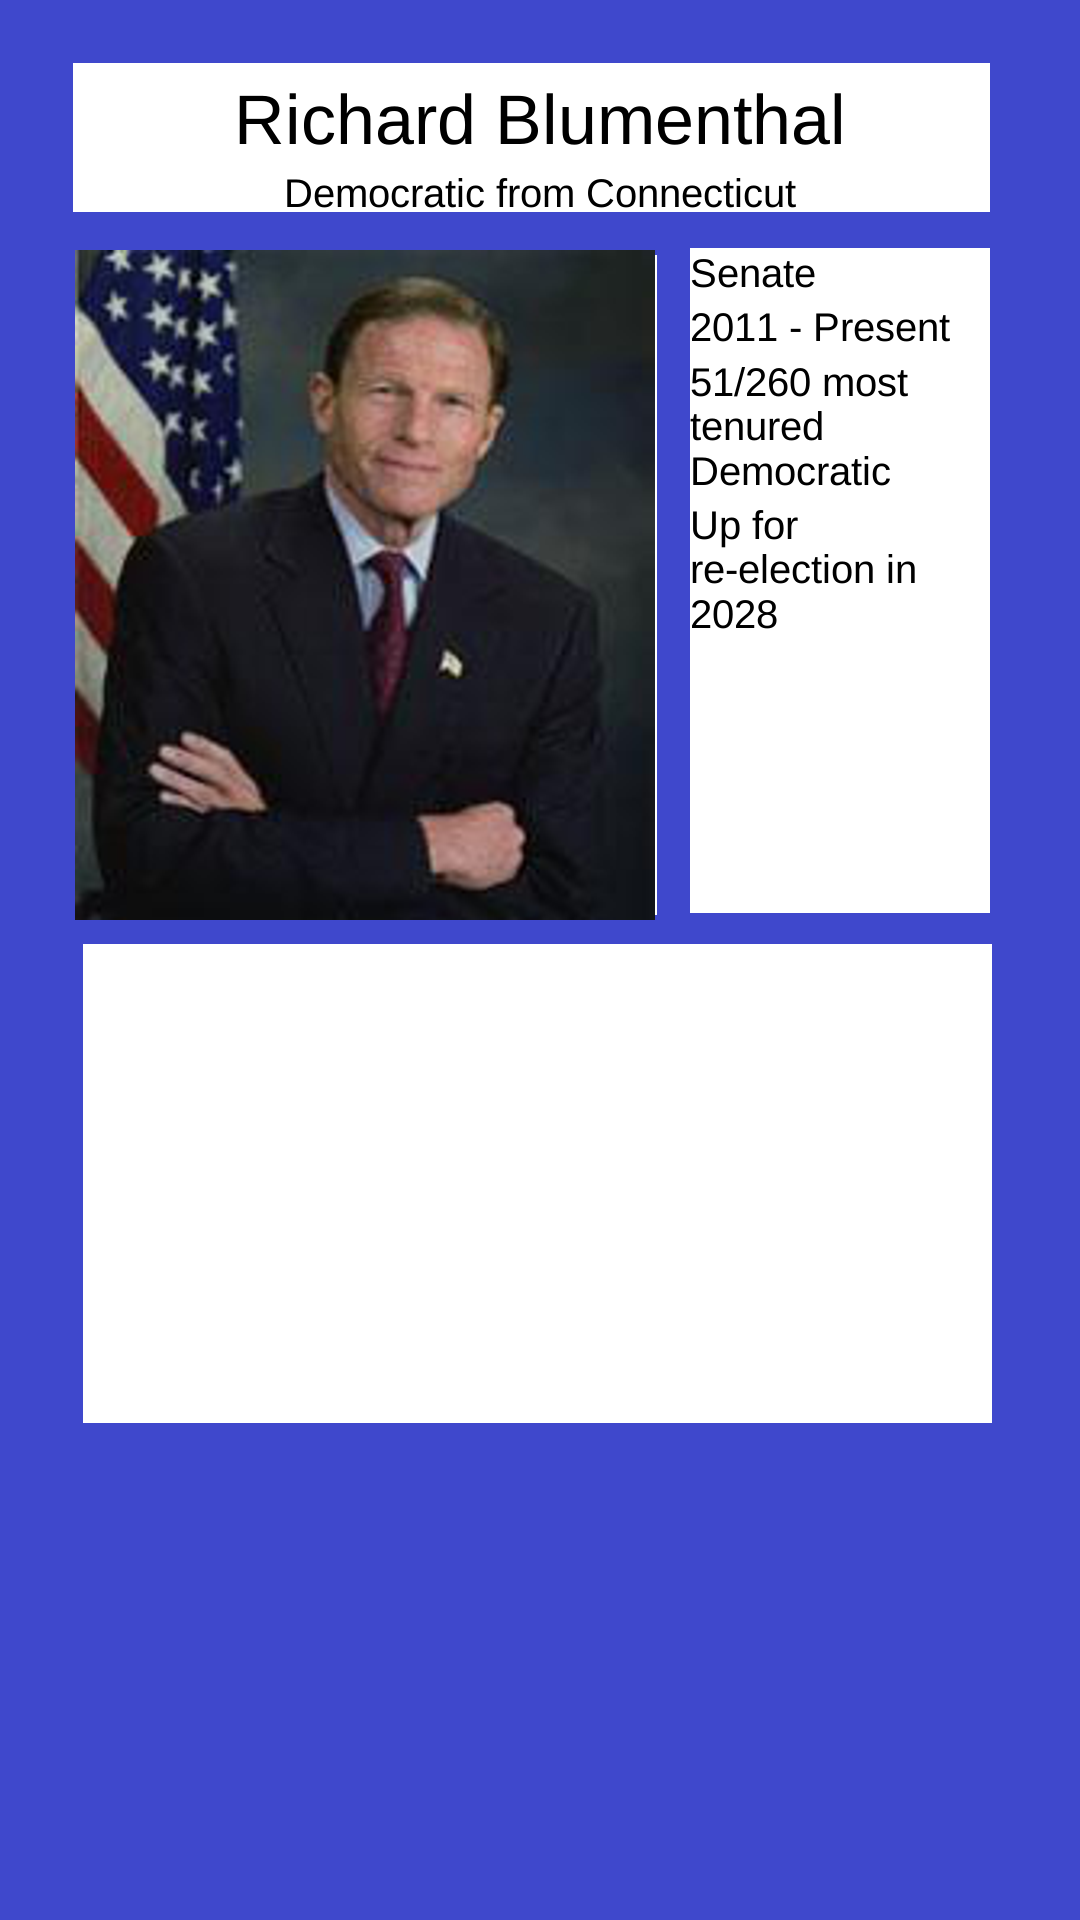 Richard Blumenthal
Democratic from Connecticut
Senate
2011 - Present
51/260 most
tenured
Democratic
Up for
re-election in
2028